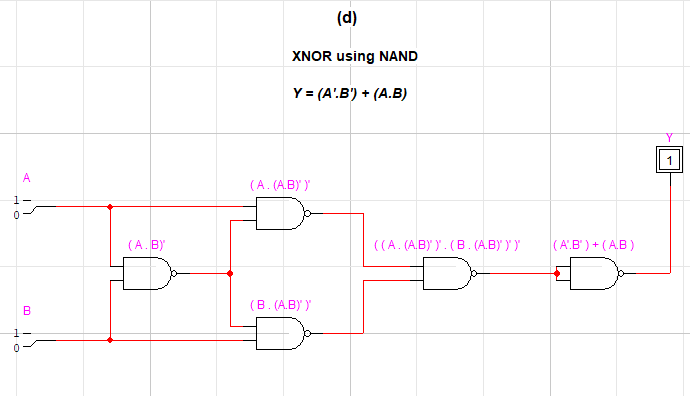 (d)
XNOR using NAND
Y = (A'.B') + (A.B)
Y
1
A
1
0
( A . (A.B)' )'
( A . B)'
( ( A . (A.B)' )' . ( B . (A.B)' )' )'
( A'.B' ) + ( A.B )
B
1
0
( B . (A.B)' )'